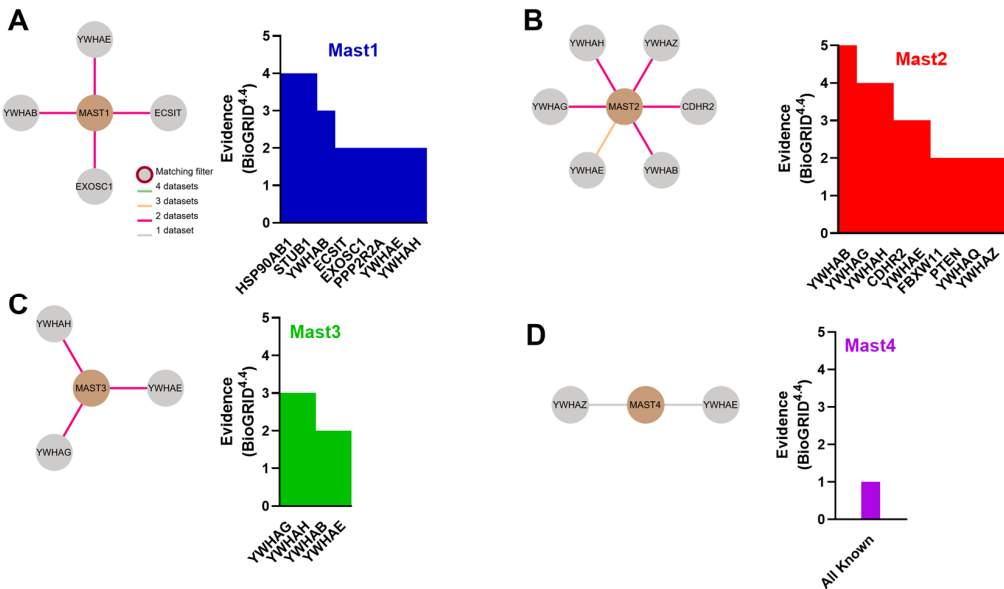 A
YWHAE
YWHAB
MAST1
ECSIT
EXOSC1
Matching filter
4 datasets
3 datasets
2 datasets
1 dataset
Mast1
Evidence
(BioGRID4.4)
5
4
3
2
1
0
HSP90AB1
STUB1
YWHAB
ECSIT
EXOSC1
PPP2R2A
YWHAE
YWHAH
B
YWHAH
YWHAZ
YWHAG
MAST2
CDHR2
YWHAE
YWHAB
Mast2
Evidence
(BioGRID4.4)
5
4
3
2
1
0
YWHAB
YWHAG
YWHAH
CDHR2
YWHAE
FBXW11
PTEN
YWHAQ
YWHAZ
C
YWHAH
MAST3
YWHAE
YWHAG
Mast3
Evidence
(BioGRID4.4)
5
4
3
2
1
0
YWHAG
YWHAH
YWHAB
YWHAE
D
YWHAZ
MAST4
YWHAE
Mast4
Evidence
(BioGRID4.4)
5
4
3
2
1
0
All Known